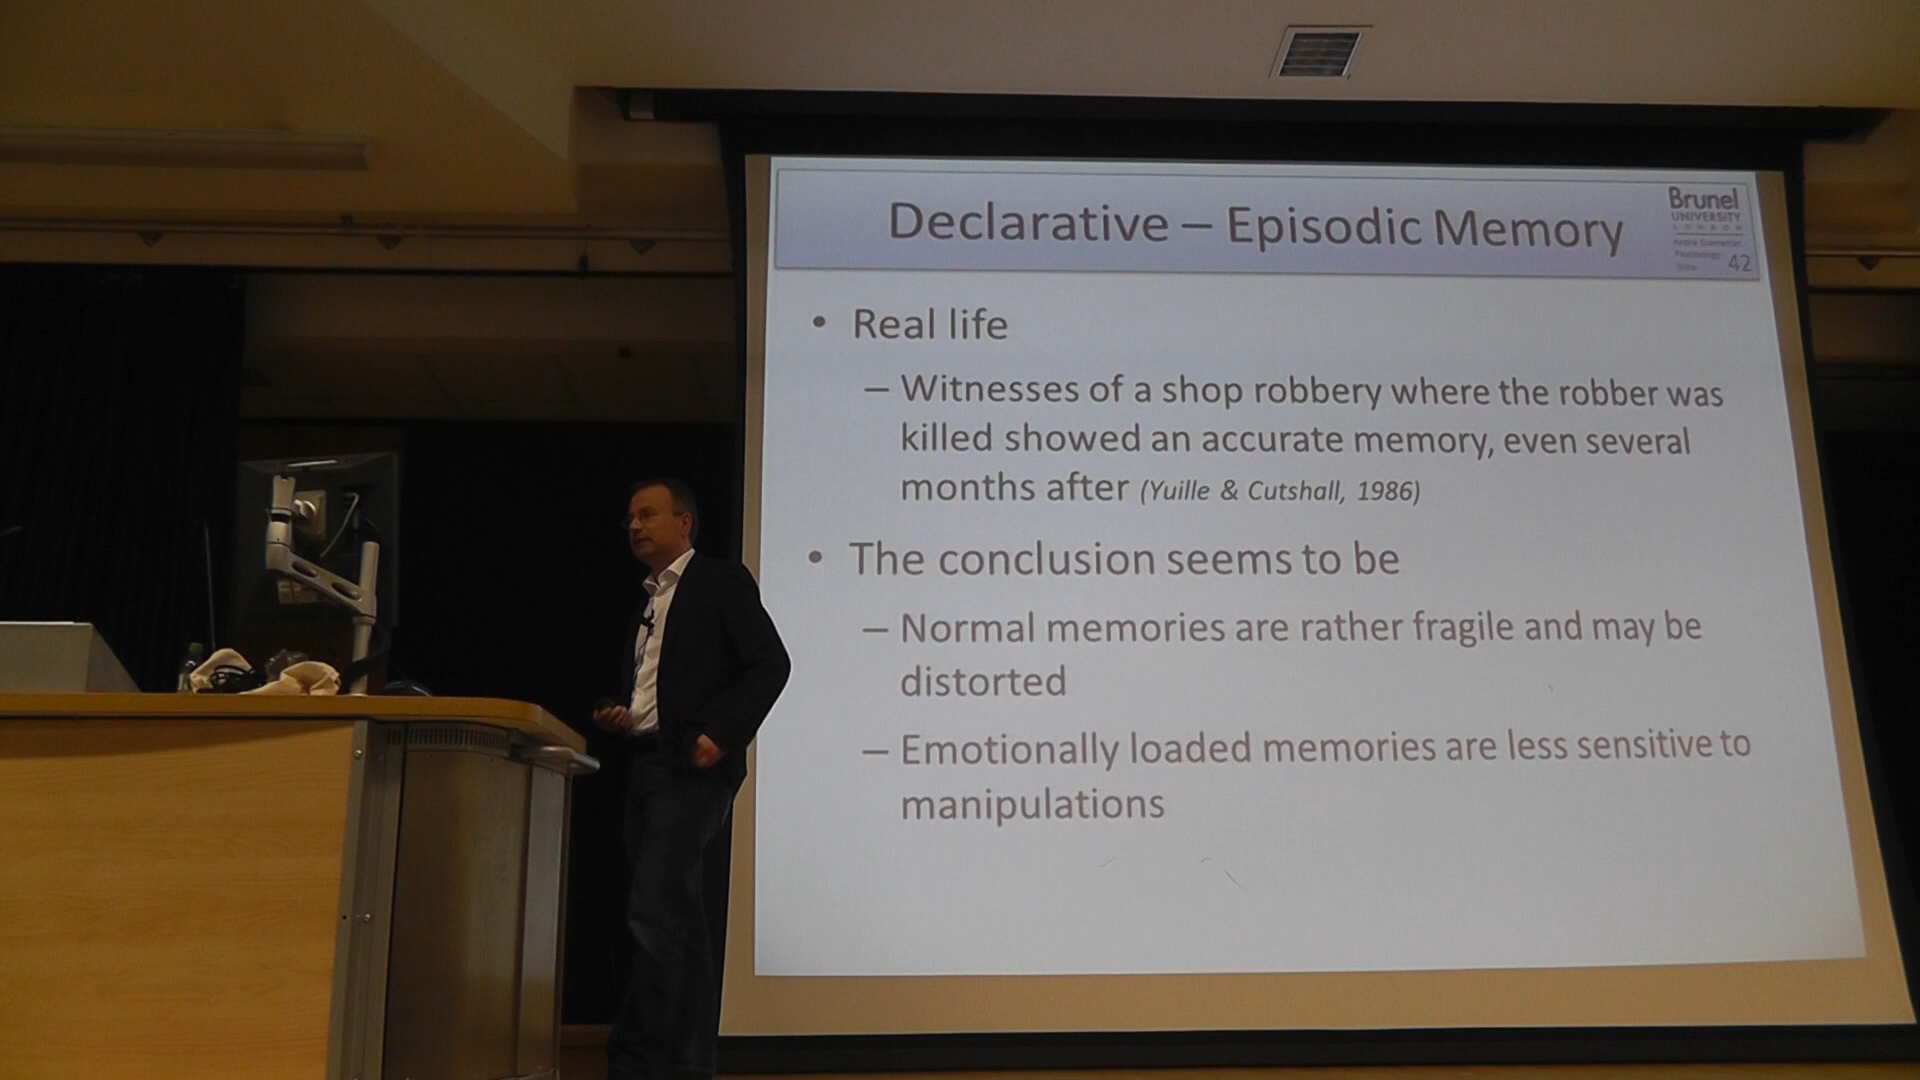 Declarative – Episodic Memory
Brunel
UNIVERSITY
LONDON
42
• Real life
– Witnesses of a shop robbery where the robber was
killed showed an accurate memory, even several
months after (Yuille & Cutshall, 1986)
• The conclusion seems to be
– Normal memories are rather fragile and may be
distorted
– Emotionally loaded memories are less sensitive to
manipulations